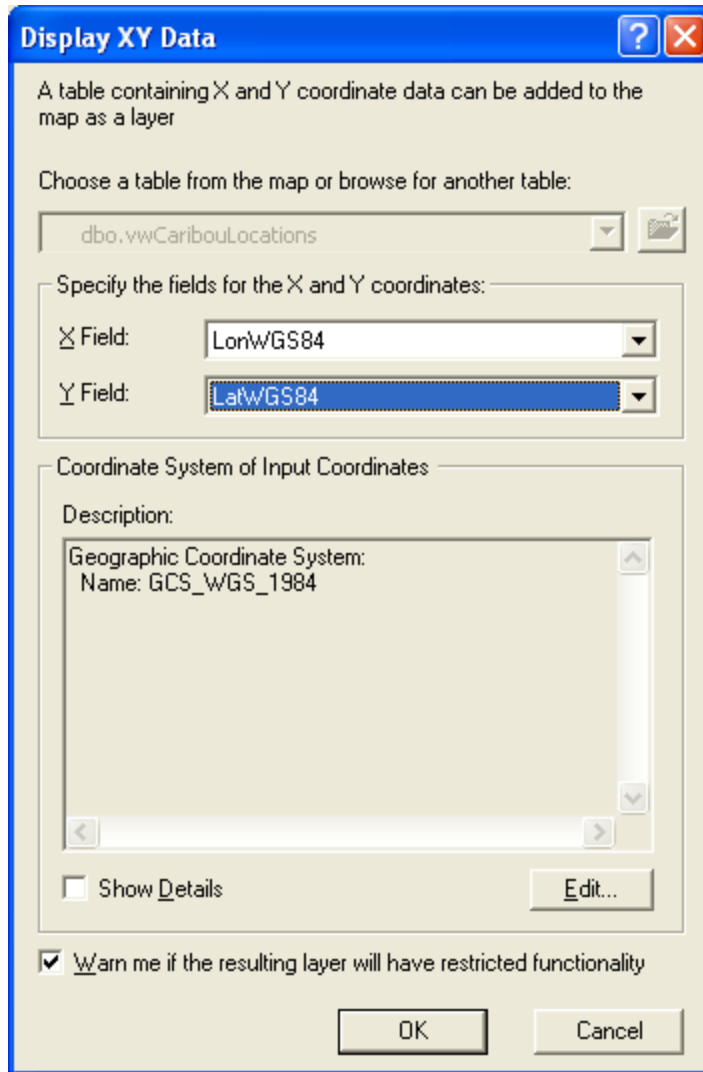 Display XY Data
A table containing X and Y coordinate data can be added to the
map as a layer
Choose a table from the map or browse for another table:
dbo.vwCaribouLocations
Specify the fields for the X and Y coordinates:
X Field:
LonWGS84
Y Field:
LatWGS84
Coordinate System of Input Coordinates
Description:
Geographic Coordinate System:
Name: GCS_WGS_1984
Show Details
Edit...
Warn me if the resulting layer will have restricted functionality
OK
Cancel